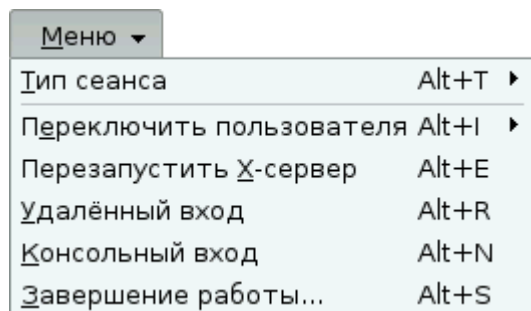 Меню
Тип сеанса Alt+T
Переключить пользователя Alt+I
Перезапустить X-сервер Alt+E
Удалённый вход Alt+R
Консольный вход Alt+N
Завершение работы... Alt+S